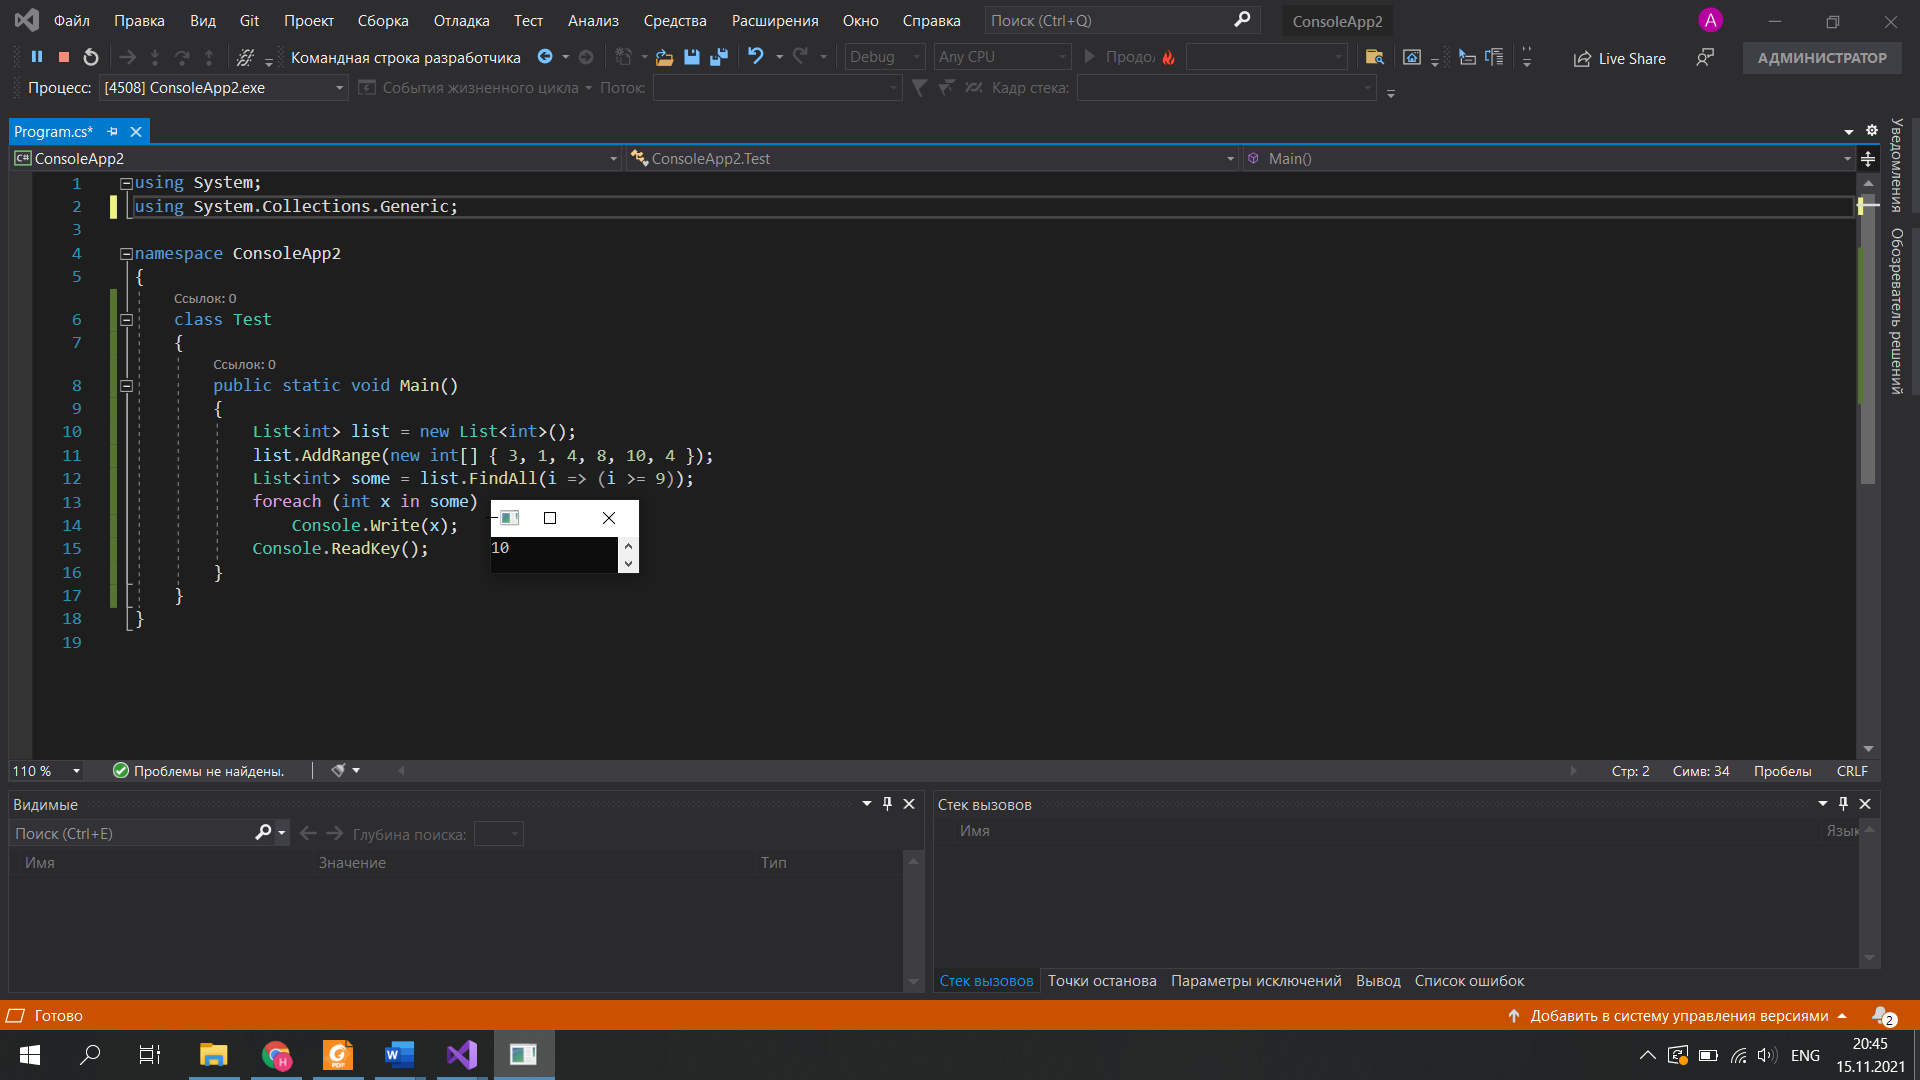 Файл Правка Вид Git Проект Сборка Отладка Тест Анализ Средства Расширения Окно Справка Поиск (Ctrl+Q) ConsoleApp2 A
Командная строка разработчика Debug Any CPU Продо. Live Share АДМИНИСТРАТОР
Процесс: [4508] ConsoleApp2.exe События жизненного цикла Поток: Кадр стека:
Program.cs*
C# ConsoleApp2 ConsoleApp2.Test Main()
1 using System;
2 using System.Collections.Generic;
3
4 namespace ConsoleApp2
5 {
Ссылок: 0
6 class Test
7 {
Ссылок: 0
8 public static void Main()
9 {
10 List<int> list = new List<int>();
11 list.AddRange(new int[] { 3, 1, 4, 8, 10, 4 });
12 List<int> some = list.FindAll(i => (i >= 9));
13 foreach (int x in some)
14 Console.Write(x);
15 Console.ReadKey();
16 }
17 }
18 }
19
10
Уведомления
Обозреватель решений
110 % Проблемы не найдены. Стр: 2 Симв: 34 Пробелы CRLF
Видимые
Поиск (Ctrl+E) Глубина поиска:
Имя Значение Тип
Стек вызовов
Имя Язык
Стек вызовов Точки останова Параметры исключений Вывод Список ошибок
Готово Добавить в систему управления версиями 2
ENG 20:45
15.11.2021